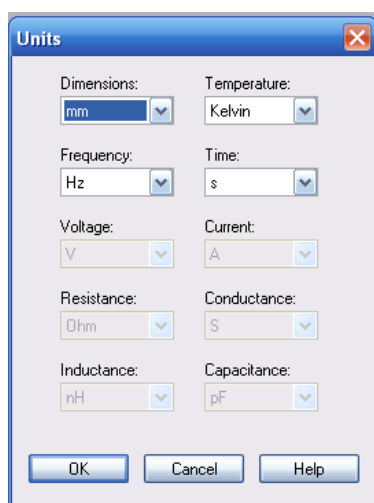 Units
Dimensions: Temperature:
mm Kelvin
Frequency: Time:
Hz s
Voltage: Current:
V A
Resistance: Conductance:
Ohm S
Inductance: Capacitance:
nH pF
OK Cancel Help